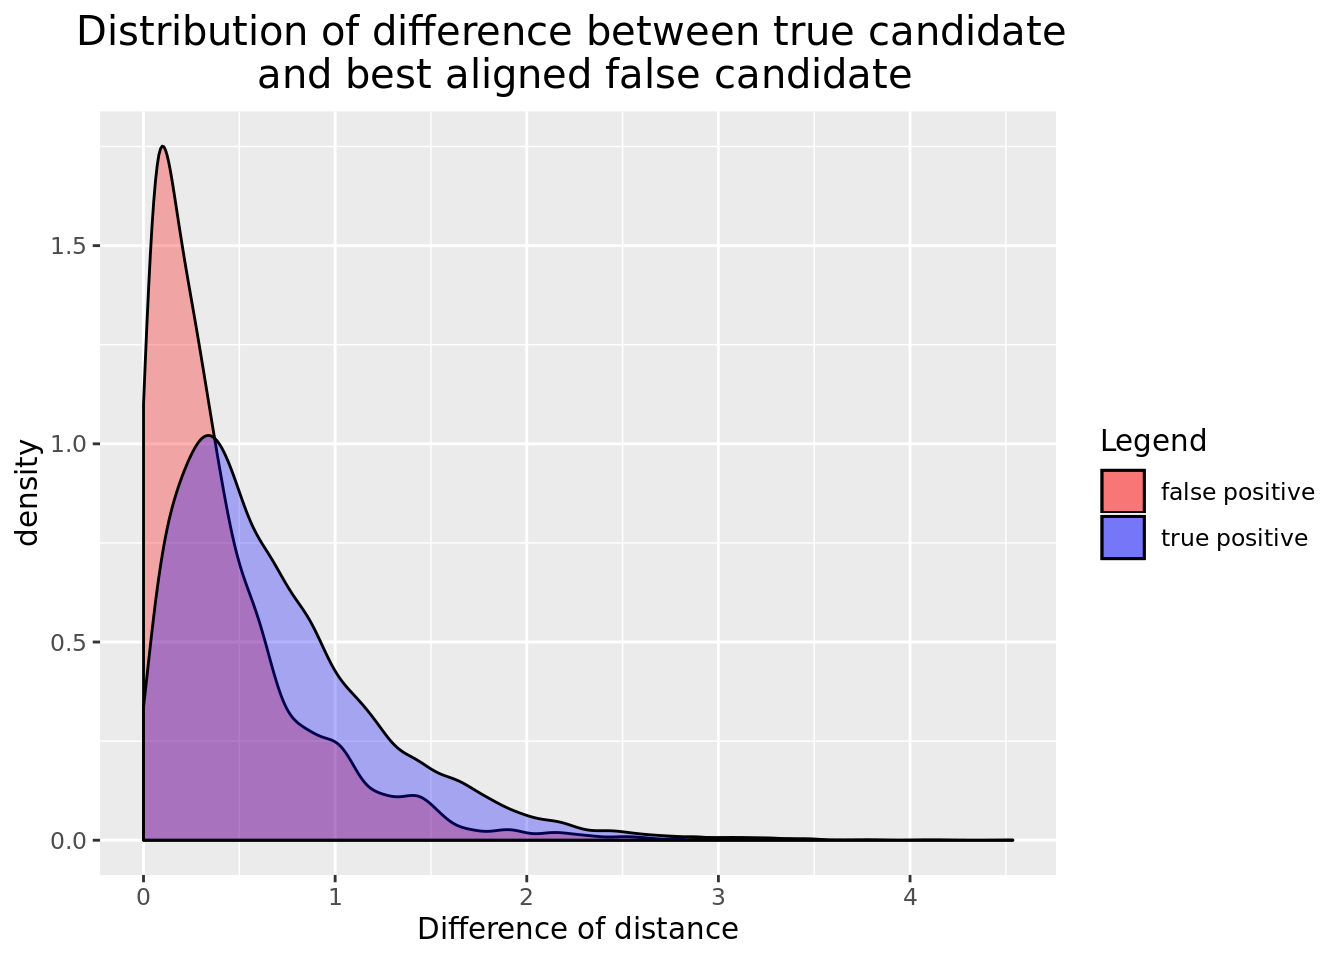 Distribution of difference between true candidate
and best aligned false candidate
density
1.5
1.0
0.5
0.0
0 1 2 3 4
Difference of distance
Legend
false positive
true positive